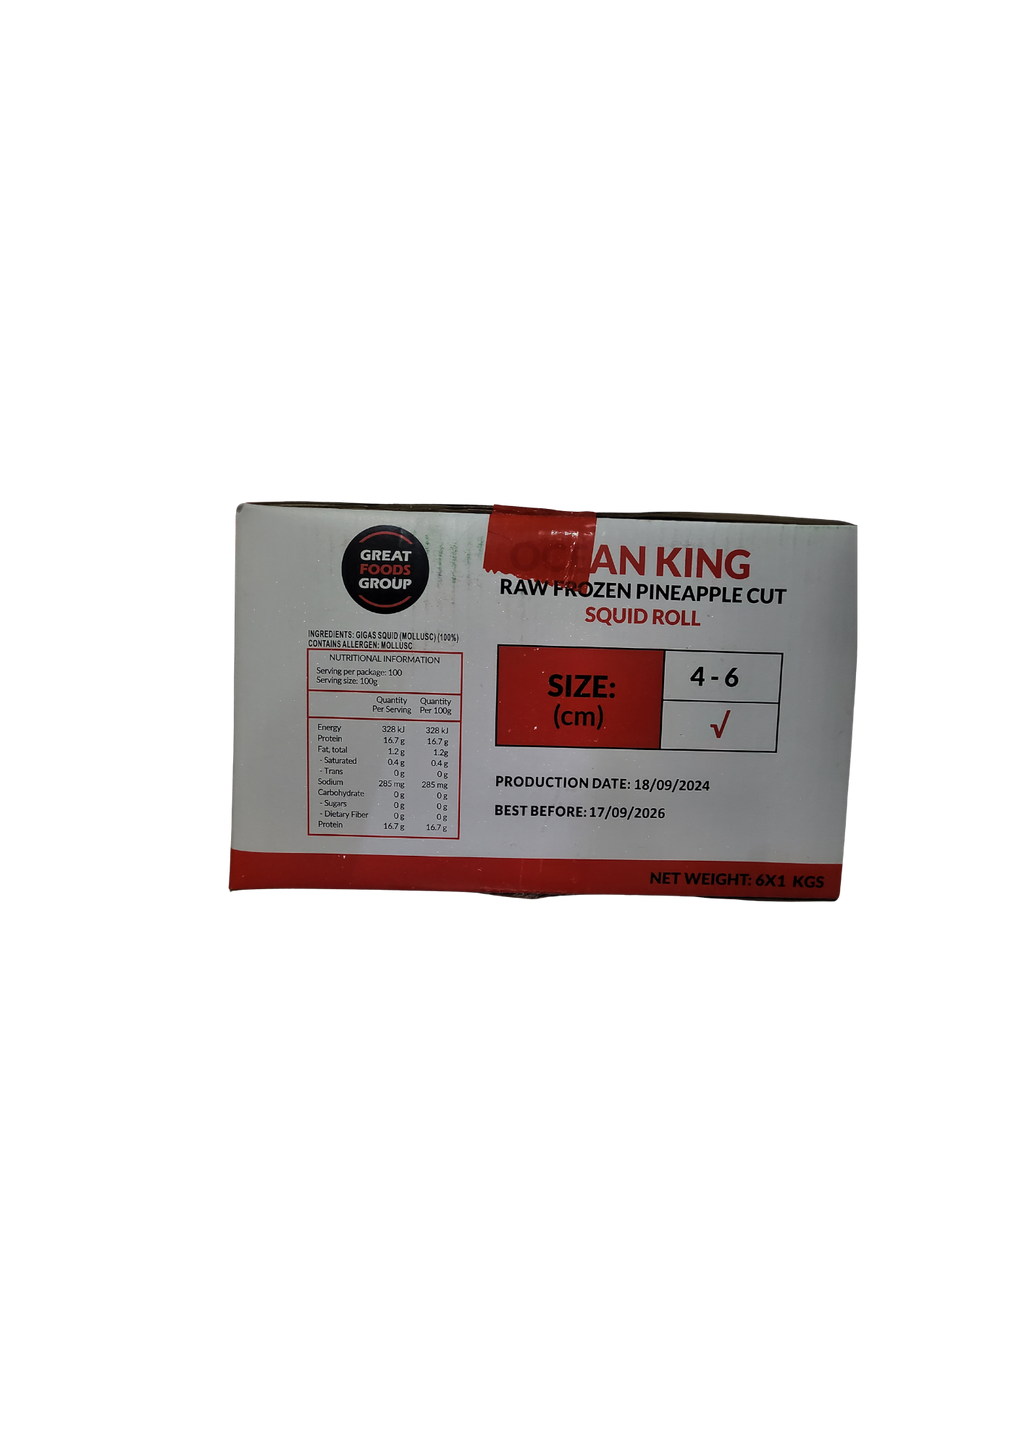 GREAT
FOODS
GROUP
OCEAN KING
RAW FROZEN PINEAPPLE CUT
SQUID ROLL
INGREDIENTS: GIGAS SQUID (MOLLUSC) (100%)
CONTAINS ALLERGEN: MOLLUSC
NUTRITIONAL INFORMATION
Serving per package: 100
Serving size: 100g
Quantity Per Serving Quantity Per 100g
Energy 328 kJ 328 kJ
Protein 16.7 g 16.7 g
Fat, total 1.2 g 1.2g
- Saturated 0.4 g 0.4 g
- Trans 0 g 0 g
Sodium 285 mg 285 mg
Carbohydrate 0 g 0 g
- Sugars 0 g 0 g
- Dietary Fiber 0 g 0 g
Protein 16.7 g 16.7 g
SIZE: 4 - 6
(cm) √
PRODUCTION DATE: 18/09/2024
BEST BEFORE: 17/09/2026
NET WEIGHT: 6X1 KGS